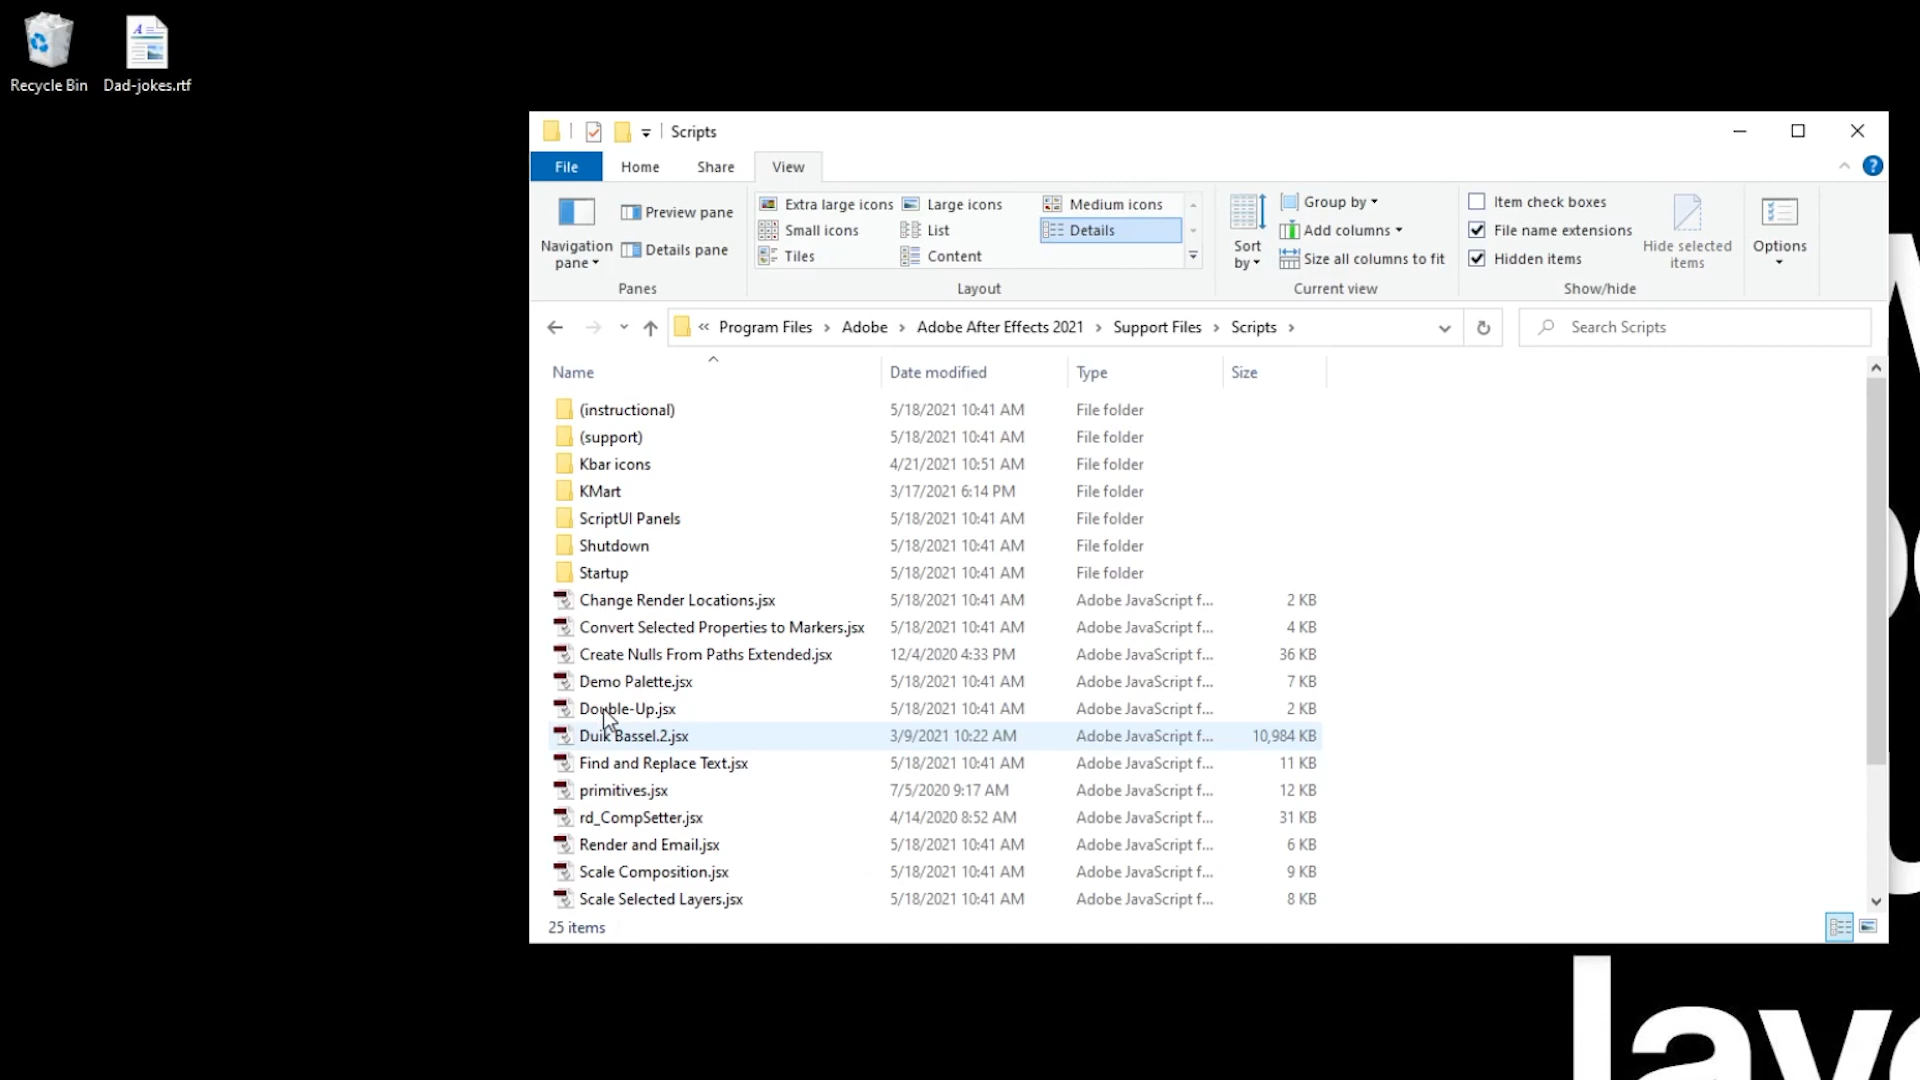 Recycle Bin
Dad-jokes.rtf
Scripts
File Home Share View
Navigation pane
Preview pane
Details pane
Panes
Extra large icons Large icons Medium icons
Small icons List Details
Tiles Content
Layout
Sort by
Group by
Add columns
Size all columns to fit
Current view
Item check boxes
File name extensions
Hidden items
Hide selected items
Show/hide
Options
« Program Files › Adobe › Adobe After Effects 2021 › Support Files › Scripts ›
Search Scripts
Name Date modified Type Size
(instructional) 5/18/2021 10:41 AM File folder
(support) 5/18/2021 10:41 AM File folder
Kbar icons 4/21/2021 10:51 AM File folder
KMart 3/17/2021 6:14 PM File folder
ScriptUI Panels 5/18/2021 10:41 AM File folder
Shutdown 5/18/2021 10:41 AM File folder
Startup 5/18/2021 10:41 AM File folder
Change Render Locations.jsx 5/18/2021 10:41 AM Adobe JavaScript f... 2 KB
Convert Selected Properties to Markers.jsx 5/18/2021 10:41 AM Adobe JavaScript f... 4 KB
Create Nulls From Paths Extended.jsx 12/4/2020 4:33 PM Adobe JavaScript f... 36 KB
Demo Palette.jsx 5/18/2021 10:41 AM Adobe JavaScript f... 7 KB
Double-Up.jsx 5/18/2021 10:41 AM Adobe JavaScript f... 2 KB
Duik Bassel.2.jsx 3/9/2021 10:22 AM Adobe JavaScript f... 10,984 KB
Find and Replace Text.jsx 5/18/2021 10:41 AM Adobe JavaScript f... 11 KB
primitives.jsx 7/5/2020 9:17 AM Adobe JavaScript f... 12 KB
rd_CompSetter.jsx 4/14/2020 8:52 AM Adobe JavaScript f... 31 KB
Render and Email.jsx 5/18/2021 10:41 AM Adobe JavaScript f... 6 KB
Scale Composition.jsx 5/18/2021 10:41 AM Adobe JavaScript f... 9 KB
Scale Selected Layers.jsx 5/18/2021 10:41 AM Adobe JavaScript f... 8 KB
25 items